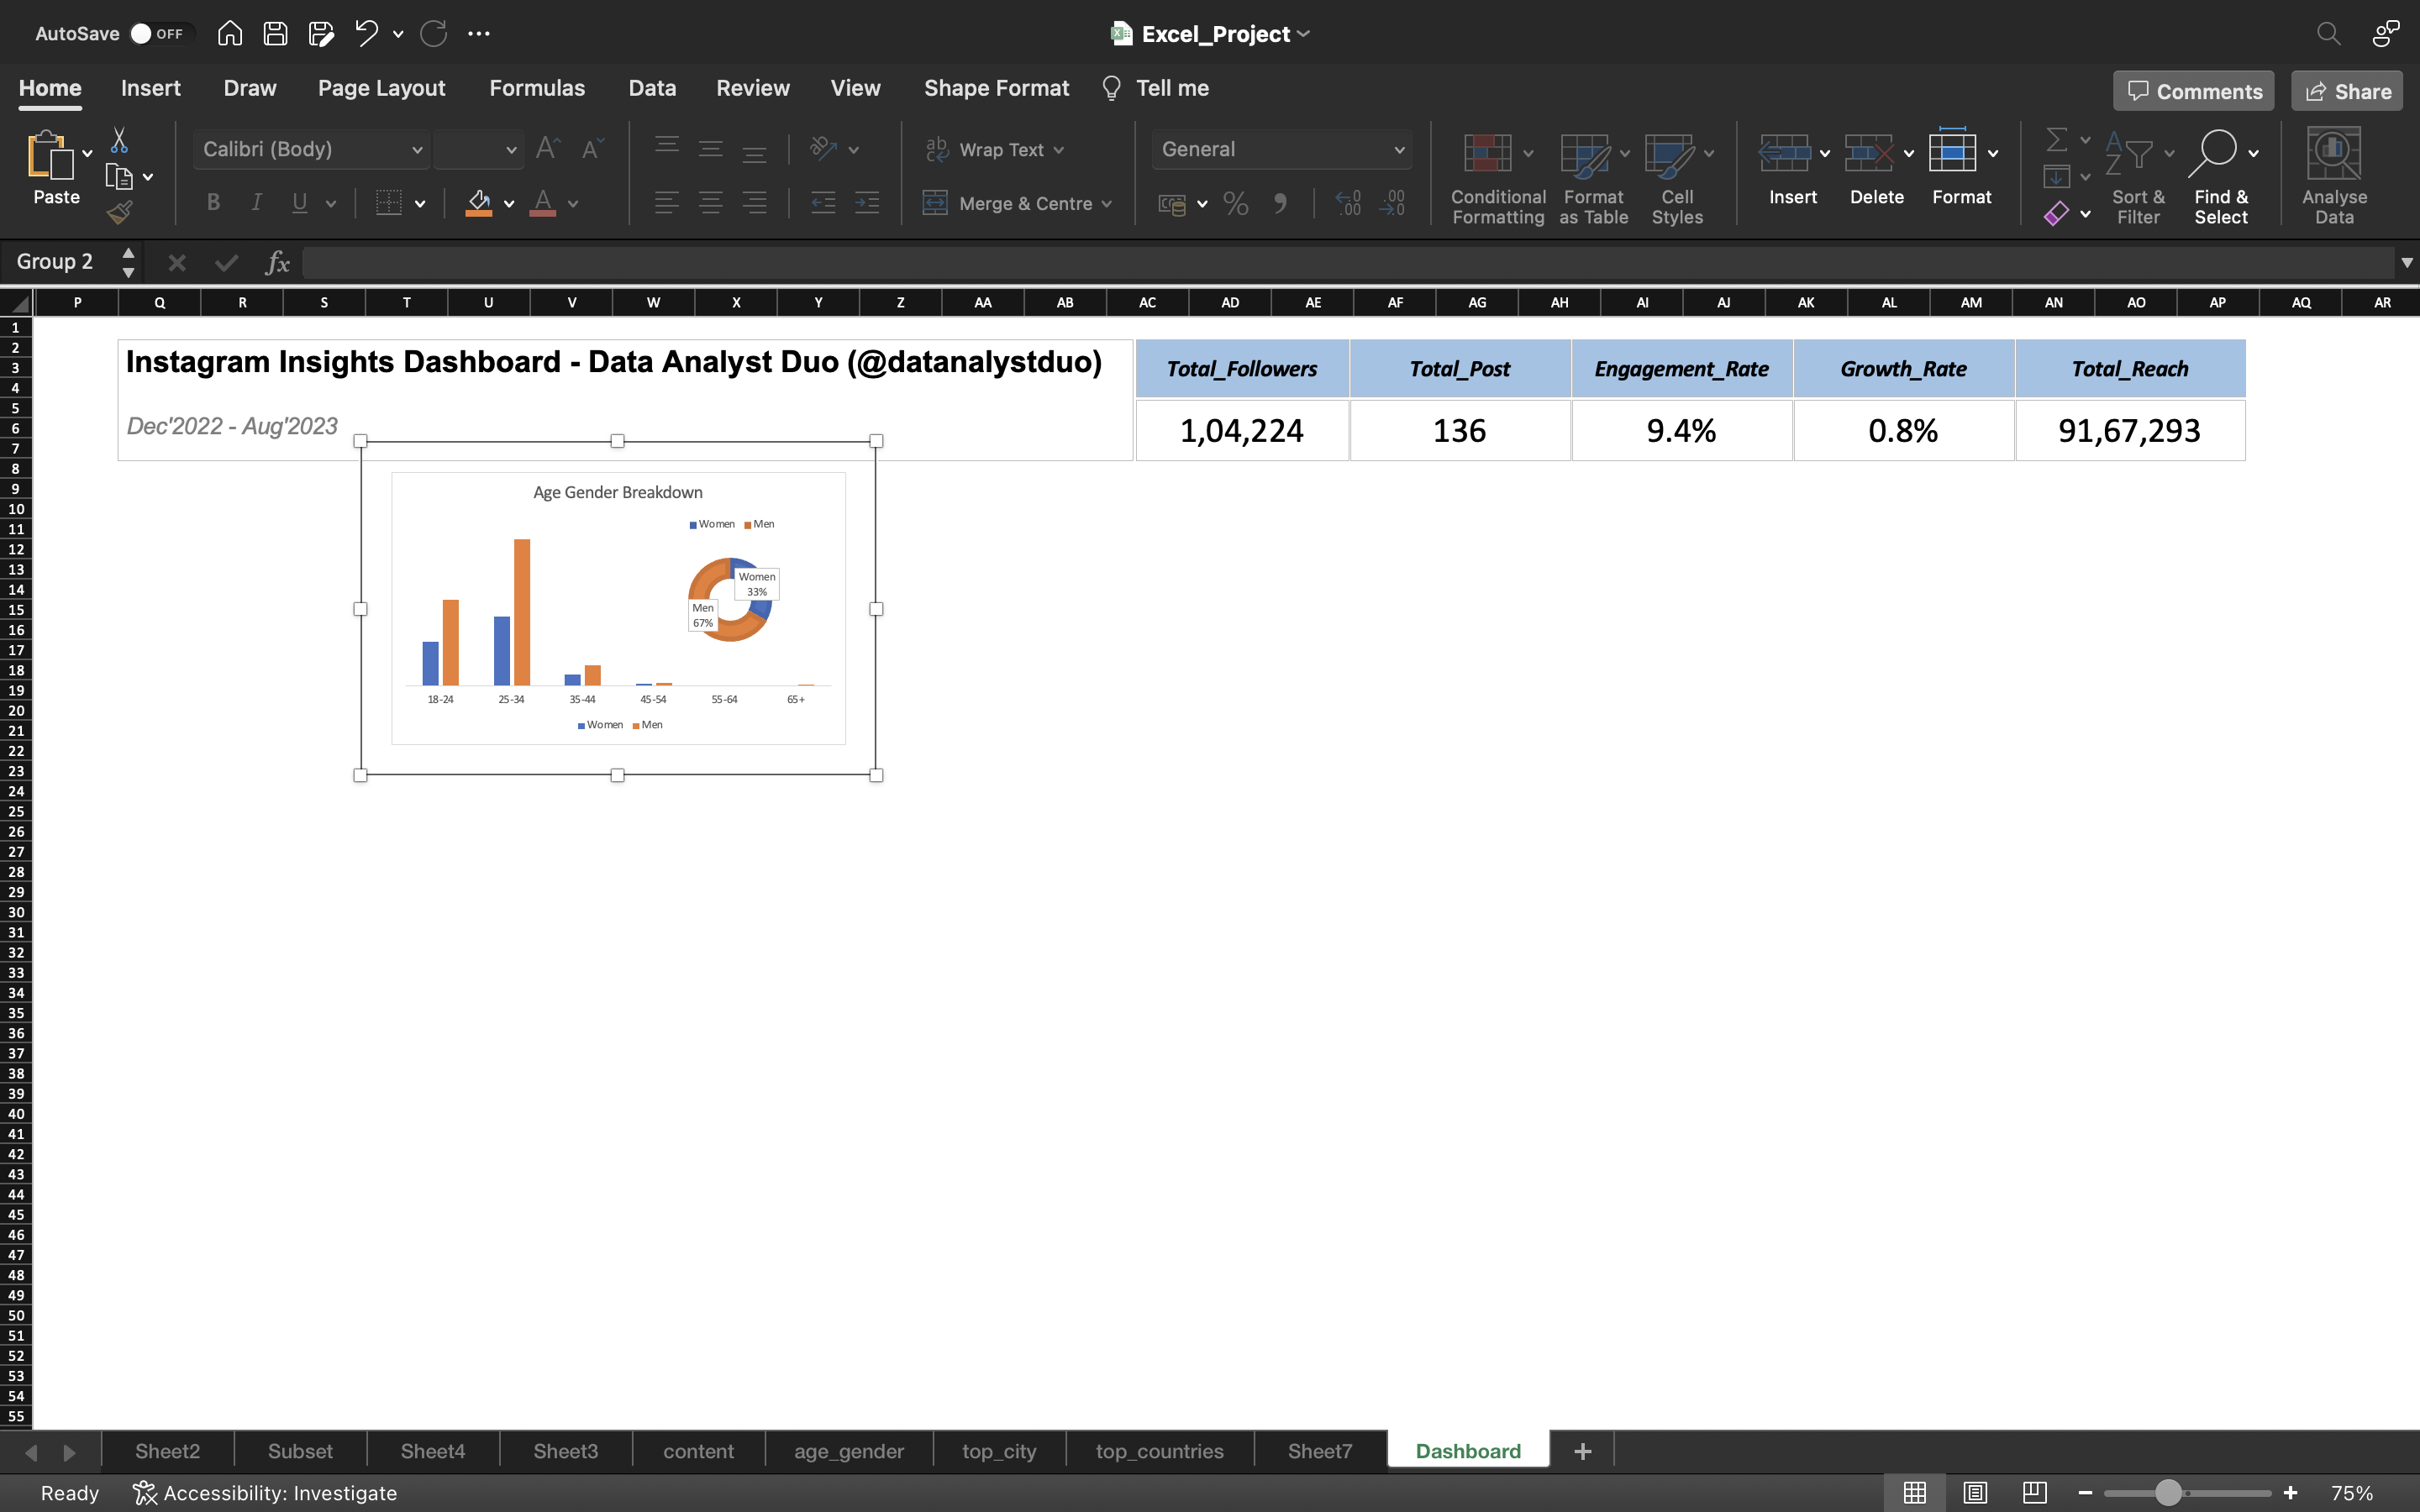 AutoSave OFF
Excel_Project
Home Insert Draw Page Layout Formulas Data Review View Shape Format Tell me Comments Share
Paste
Calibri (Body)
A A
B I U A
ab Wrap Text
Merge & Centre
General
% 9 .0 .00 .00 .0
Conditional Formatting
Format as Table
Cell Styles
Insert Delete Format
Sort & Filter
Find & Select
Analyse Data
Group 2 fx
P Q R S T U V W X Y Z AA AB AC AD AE AF AG AH AI AJ AK AL AM AN AO AP AQ AR
1
2
3
4
5
6
7
8
9
10
11
12
13
14
15
16
17
18
19
20
21
22
23
24
25
26
27
28
29
30
31
32
33
34
35
36
37
38
39
40
41
42
43
44
45
46
47
48
49
50
51
52
53
54
55
Instagram Insights Dashboard - Data Analyst Duo (@datanalystduo)
Dec'2022 - Aug'2023
Total_Followers Total_Post Engagement_Rate Growth_Rate Total_Reach
1,04,224 136 9.4% 0.8% 91,67,293
Age Gender Breakdown
Women Men
Women
33%
Men
67%
18-24 25-34 35-44 45-54 55-64 65+
Women Men
Sheet2 Subset Sheet4 Sheet3 content age_gender top_city top_countries Sheet7 Dashboard +
Ready Accessibility: Investigate
75%